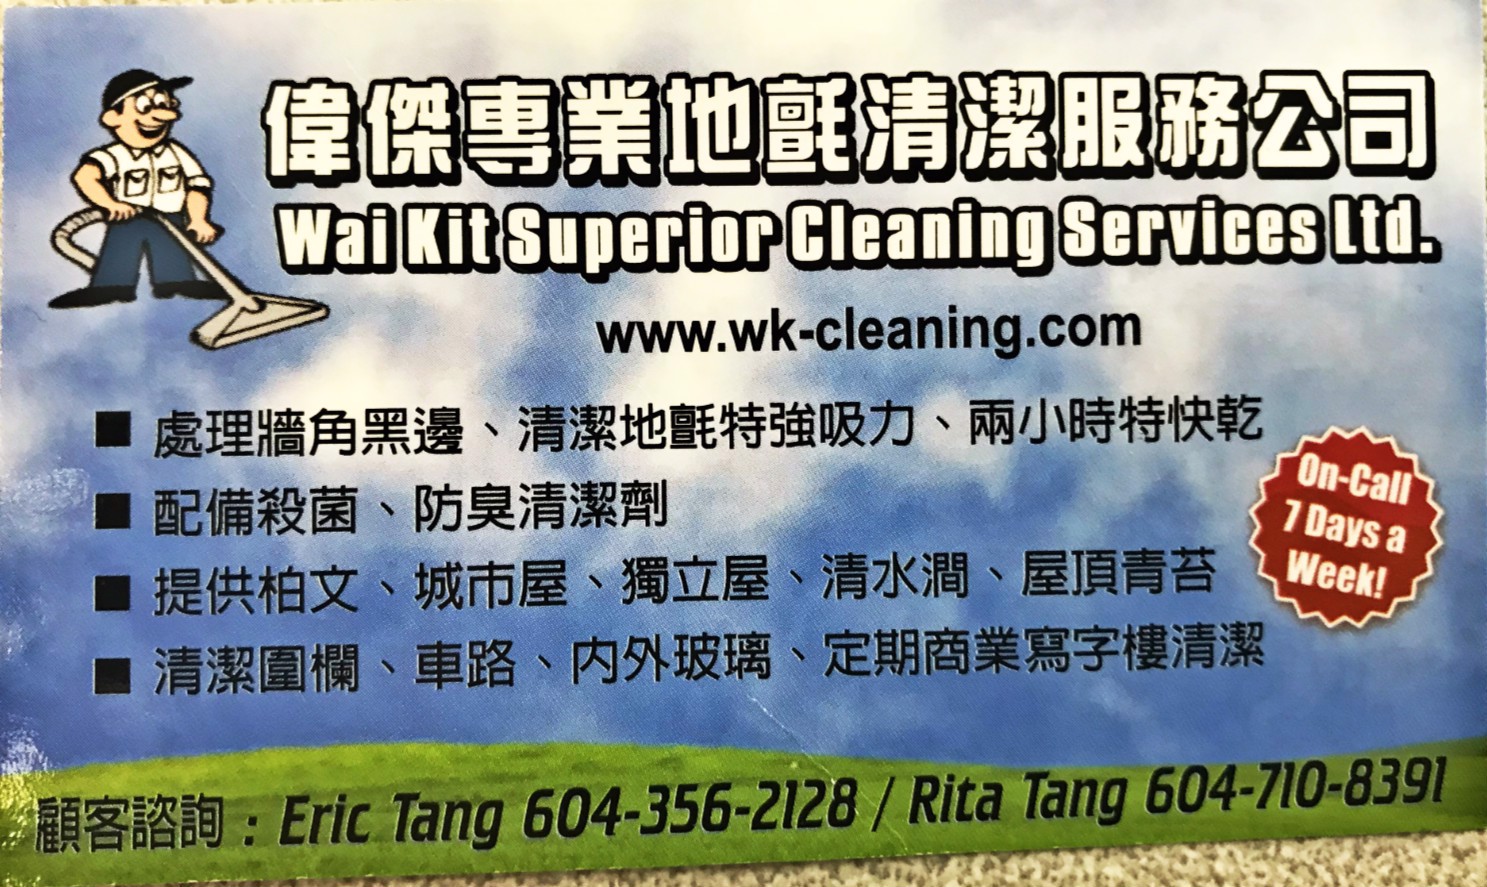 偉傑專業地氈清潔服務公司
Wai Kit Superior Cleaning Services Ltd.
www.wk-cleaning.com
■ 處理牆角黑邊、清潔地氈特強吸力、兩小時特快乾
■ 配備殺菌、防臭清潔劑
■ 提供柏文、城市屋、獨立屋、清水澗、屋頂青苔
■ 清潔圍欄、車路、內外玻璃、定期商業寫字樓清潔
On-Call
7 Days a
Week!
顧客諮詢：Eric Tang 604-356-2128 / Rita Tang 604-710-8391